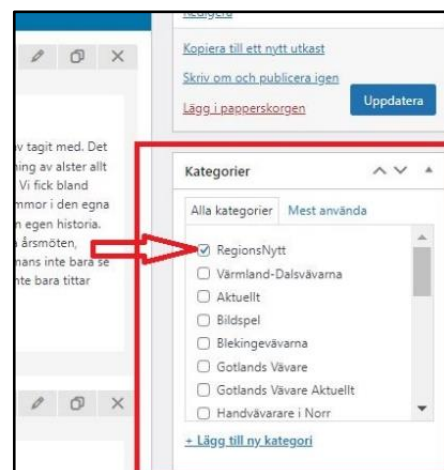 Redigera
Kopiera till ett nytt utkast
Skriv om och publicera igen
Lägg i papperskorgen
Uppdatera
v tagit med. Det
ning av alster allt
Vi fick bland
mmor i den egna
n egen historia.
årsmöten,
mans inte bara se
nte bara tittar
Kategorier
Alla kategorier
Mest använda
RegionsNytt
Värmland-Dalsvävarna
Aktuellt
Bildspel
Blekingevävarna
Gotlands Vävare
Gotlands Vävare Aktuellt
Handvävarare i Norr
+ Lägg till ny kategori